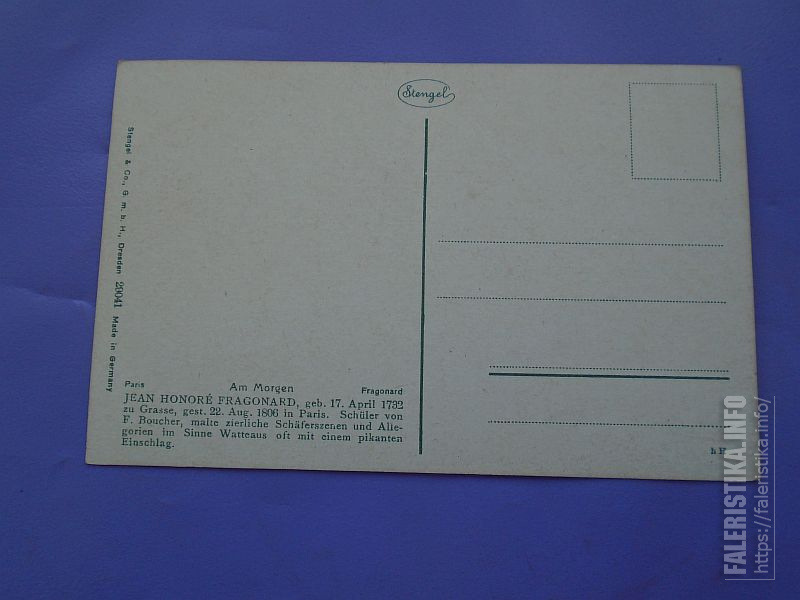 Stengel
Stengel & Co., G. m. b. H., Dresden 29041 Made in Germany
Paris Am Morgen Fragonard
JEAN HONORÉ FRAGONARD, geb. 17. April 1732
zu Grasse, gest. 22. Aug. 1806 in Paris. Schüler von
F. Boucher, malte zierliche Schäferszenen und Alle-
gorien im Sinne Watteaus oft mit einem pikanten
Einschlag.
FALERISTIKA.INFO
https://faleristika.info/